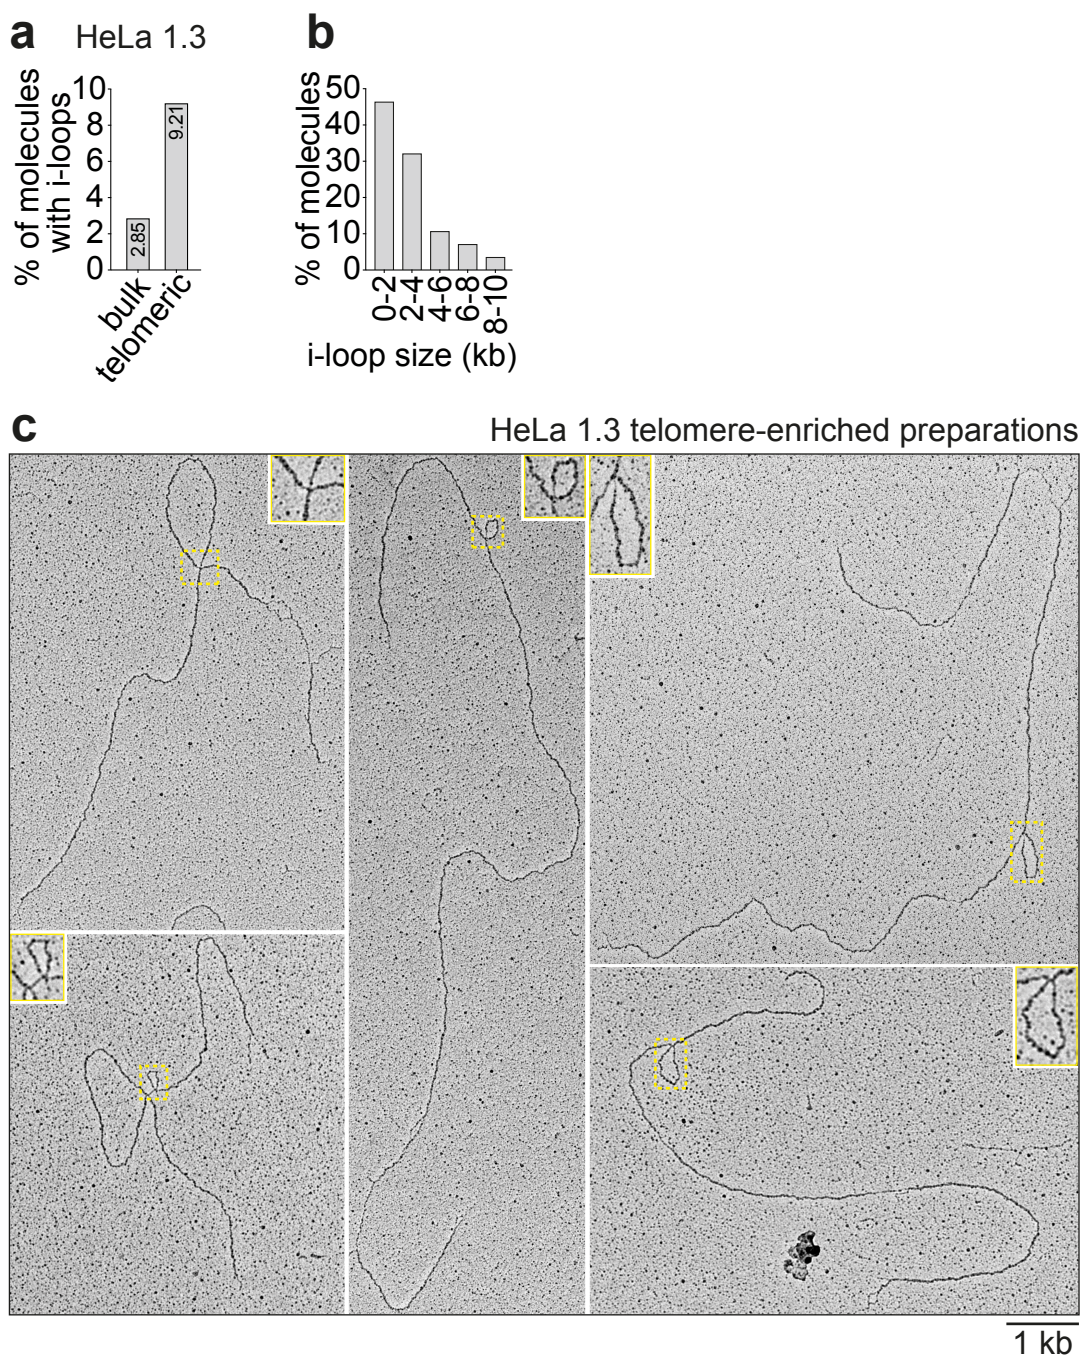 a HeLa 1.3
% of molecules
with i-loops
10
8
6
4
2
0
2.85
9.21
bulk
telomeric
b
% of molecules
50
40
30
20
10
0
0-2
2-4
4-6
6-8
8-10
i-loop size (kb)
c
HeLa 1.3 telomere-enriched preparations
1 kb